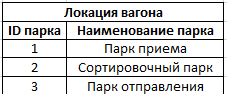 Локация вагона
ID парка Наименование парка
1 Парк приема
2 Сортировочный парк
3 Парк отправления